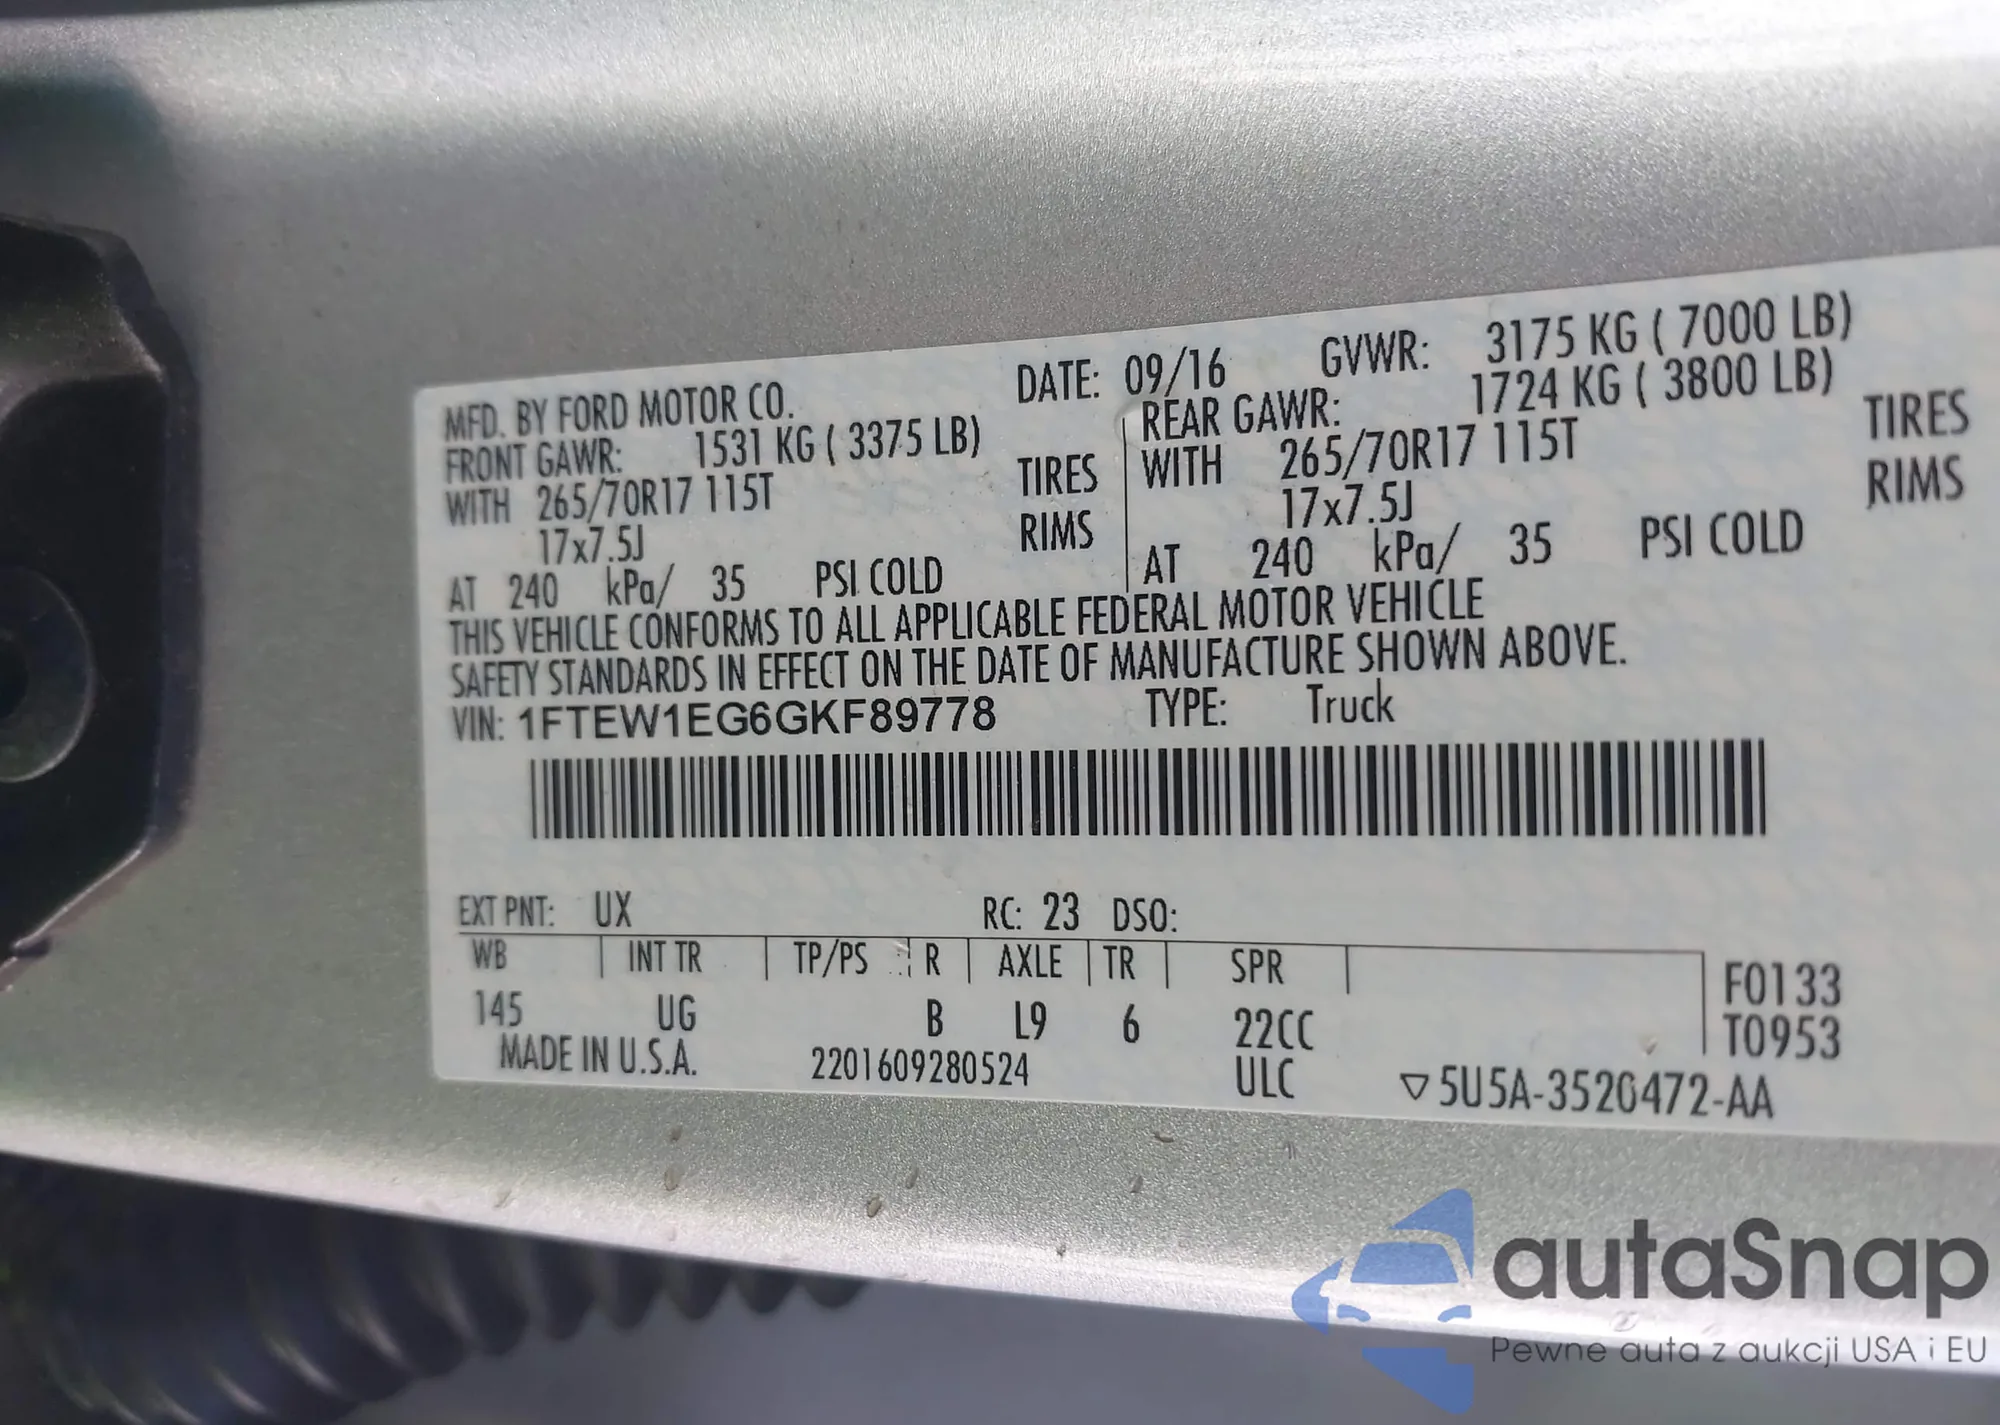 MFD. BY FORD MOTOR CO. DATE: 09/16 GVWR: 3175 KG ( 7000 LB)
FRONT GAWR: 1531 KG ( 3375 LB) REAR GAWR: 1724 KG ( 3800 LB)
WITH 265/70R17 115T TIRES WITH 265/70R17 115T TIRES
17x7.5J RIMS 17x7.5J RIMS
AT 240 kPa/ 35 PSI COLD AT 240 kPa/ 35 PSI COLD
THIS VEHICLE CONFORMS TO ALL APPLICABLE FEDERAL MOTOR VEHICLE
SAFETY STANDARDS IN EFFECT ON THE DATE OF MANUFACTURE SHOWN ABOVE.
VIN: 1FTEW1EG6GKF89778 TYPE: Truck
EXT PNT: UX RC: 23 DSO:
WB INT TR TP/PS R AXLE TR SPR F0133
145 UG B L9 6 22CC T0953
MADE IN U.S.A. 2201609280524 ULC ▽5U5A-3520472-AA
autaSnap
Pewne auta z aukcji USA i EU